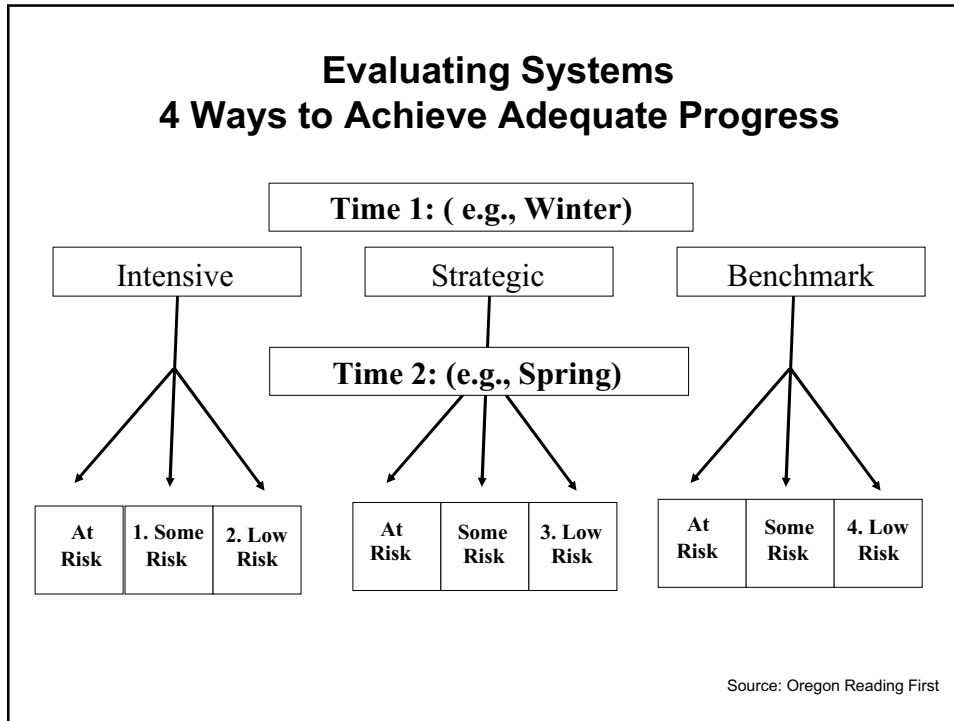 Evaluating Systems
4 Ways to Achieve Adequate Progress
Time 1: ( e.g., Winter)
Intensive
Strategic
Benchmark
Time 2: (e.g., Spring)
At
Risk
1. Some
Risk
2. Low
Risk
At
Risk
Some
Risk
3. Low
Risk
At
Risk
Some
Risk
4. Low
Risk
Source: Oregon Reading First